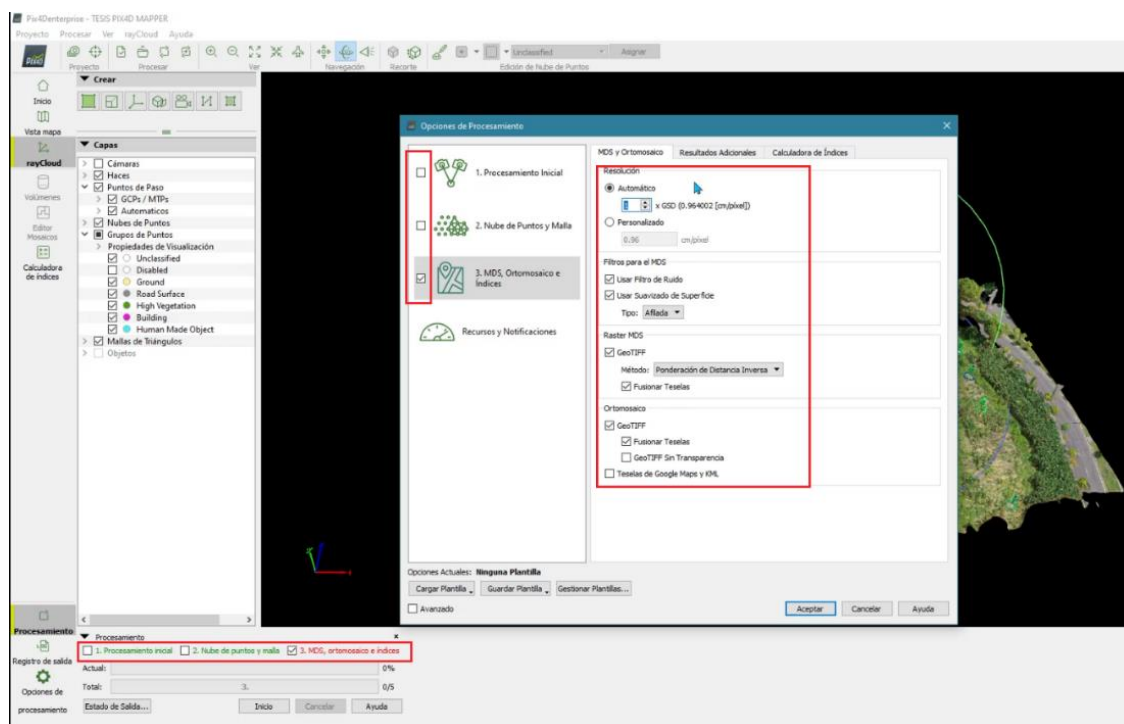 Pix4Denterprise - TESIS PIX4D MAPPER
Proyecto Procesar Ver rayCloud Ayuda
Unclassified Asignar
Proyecto Procesar Ver Navegación Recorte Edición de Nube de Puntos
Inicio
Vista mapa
rayCloud
Volúmenes
Editor
Mosaicos
Calculadora
de índices
Crear
Capas
Cámaras
Haces
Puntos de Paso
GCPs / MTPs
Automaticos
Nubes de Puntos
Grupos de Puntos
Propiedades de Visualización
Unclassified
Disabled
Ground
Road Surface
High Vegetation
Building
Human Made Object
Mallas de Triángulos
Objetos
Opciones de Procesamiento
1. Procesamiento Inicial
2. Nube de Puntos y Malla
3. MDS, Ortomosaico e
Índices
Recursos y Notificaciones
MDS y Ortomosaico Resultados Adicionales Calculadora de Índices
Resolución
Automático
1 x GSD (0.964002 [cm/pixel])
Personalizado
0.96 cm/pixel
Filtros para el MDS
Usar Filtro de Ruido
Usar Suavizado de Superficie
Tipo: Afilada
Raster MDS
GeoTIFF
Método: Ponderación de Distancia Inversa
Fusionar Teselas
Ortomosaico
GeoTIFF
Fusionar Teselas
GeoTIFF Sin Transparencia
Teselas de Google Maps y KML
Opciones Actuales: Ninguna Plantilla
Cargar Plantilla Guardar Plantilla Gestionar Plantillas...
Avanzado
Aceptar Cancelar Ayuda
Procesamiento
Registro de salida
Opciones de
procesamiento
Procesamiento
1. Procesamiento inicial 2. Nube de puntos y malla 3. MDS, ortomosaico e índices
Actual: 0%
Total: 3. 0/5
Estado de Salida... Inicio Cancelar Ayuda